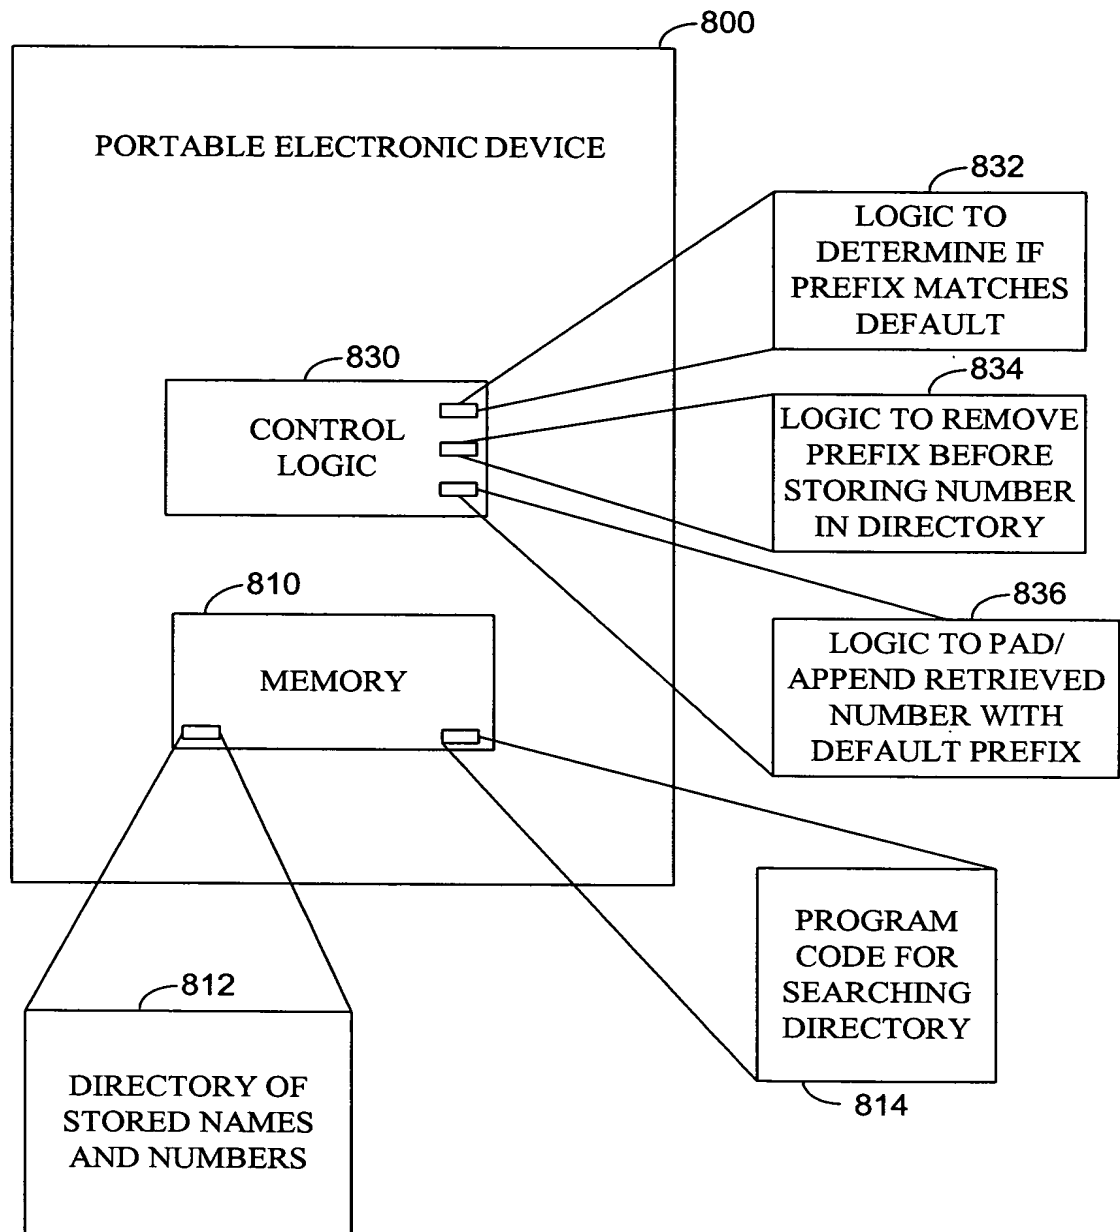 800
PORTABLE ELECTRONIC DEVICE
832
LOGIC TO
DETERMINE IF
PREFIX MATCHES
DEFAULT
830
CONTROL
LOGIC
834
LOGIC TO REMOVE
PREFIX BEFORE
STORING NUMBER
IN DIRECTORY
810
MEMORY
836
LOGIC TO PAD/
APPEND RETRIEVED
NUMBER WITH
DEFAULT PREFIX
PROGRAM
CODE FOR
SEARCHING
DIRECTORY
814
812
DIRECTORY OF
STORED NAMES
AND NUMBERS